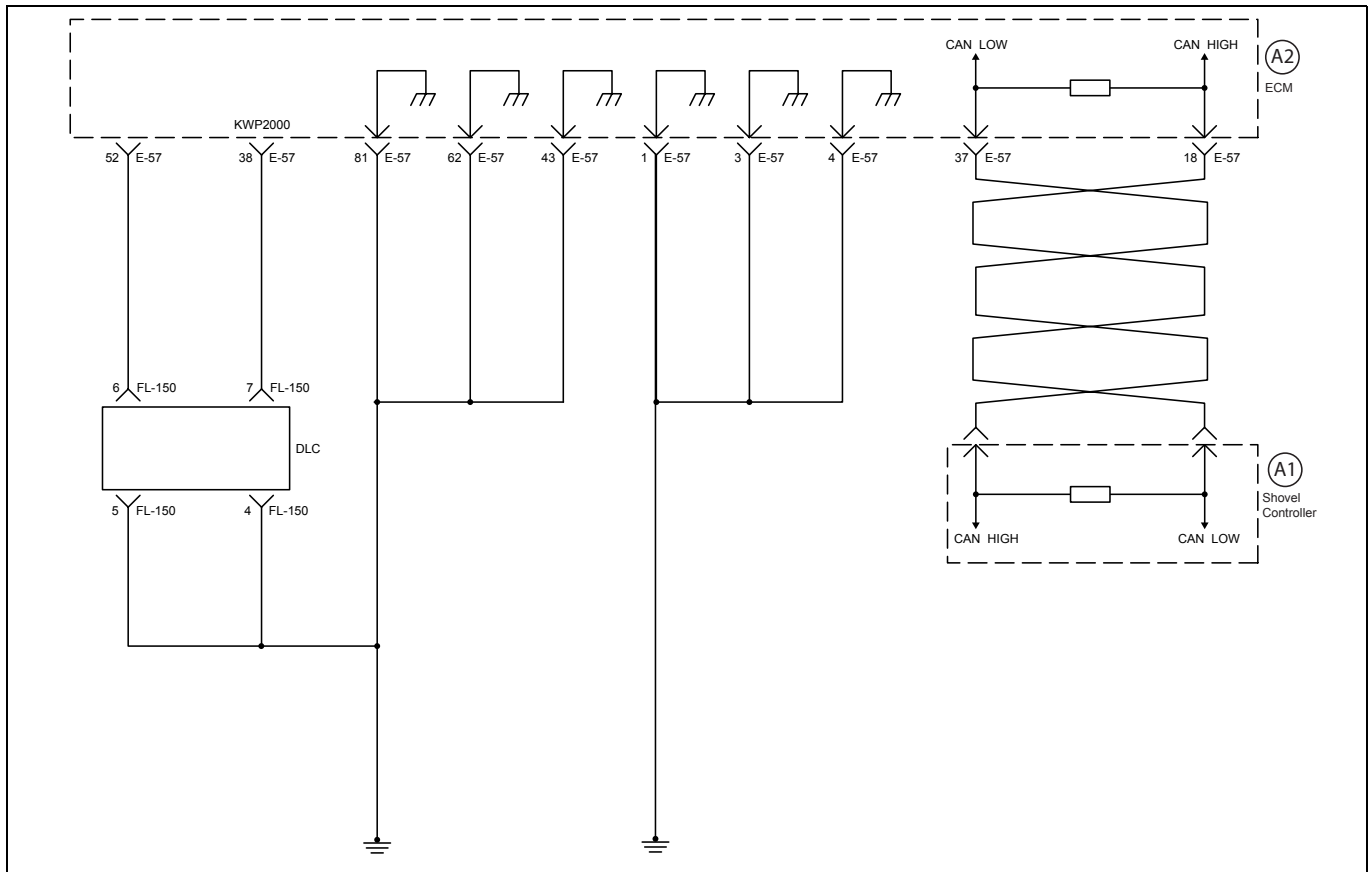 CAN LOW
CAN HIGH
A2
ECM
KWP2000
52 E-57
38 E-57
81 E-57
62 E-57
43 E-57
1 E-57
3 E-57
4 E-57
37 E-57
18 E-57
6 FL-150
7 FL-150
DLC
5 FL-150
4 FL-150
A1
Shovel
Controller
CAN HIGH
CAN LOW